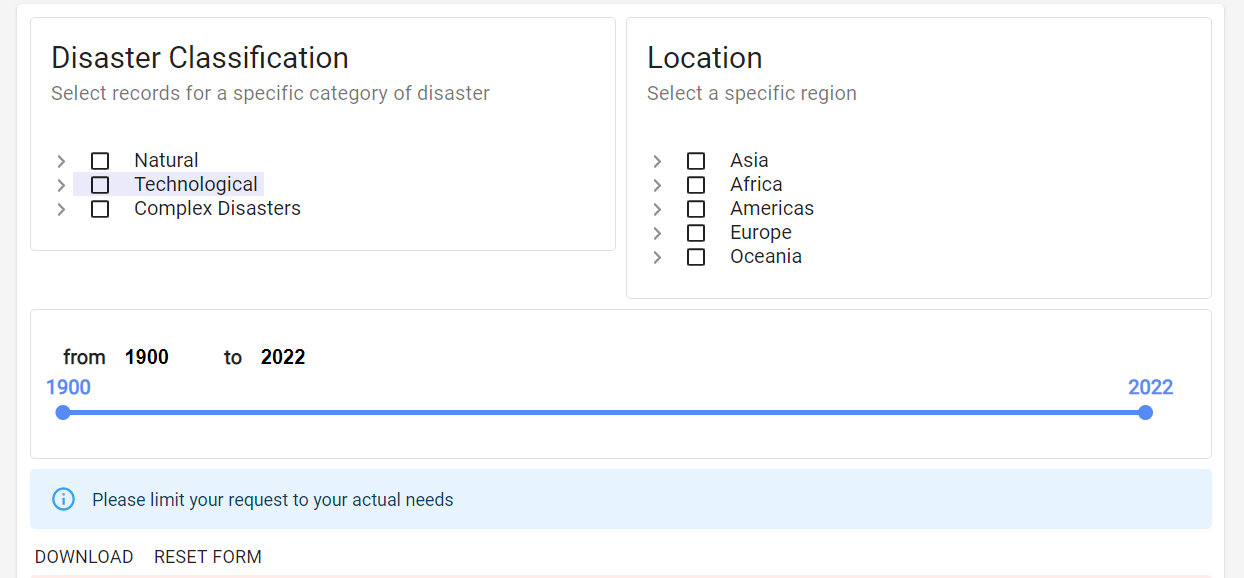 Disaster Classification
Select records for a specific category of disaster
Natural
Technological
Complex Disasters
Location
Select a specific region
Asia
Africa
Americas
Europe
Oceania
from 1900 to 2022
1900 2022
Please limit your request to your actual needs
DOWNLOAD RESET FORM